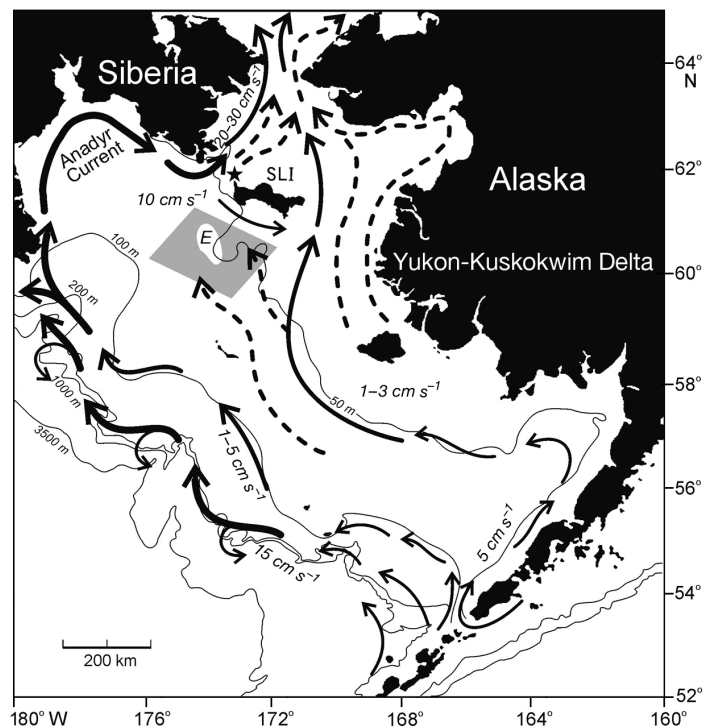 Siberia
20–30 cm s⁻¹
64°
N
Anadyr
Current
SLI
62°
Alaska
10 cm s⁻¹
E
Yukon-Kuskokwim Delta
100 m
60°
200 m
1–3 cm s⁻¹
58°
1000 m
50 m
3500 m
1–5 cm s⁻¹
56°
5 cm s⁻¹
15 cm s⁻¹
54°
200 km
52°
180° W
176°
172°
168°
164°
160°